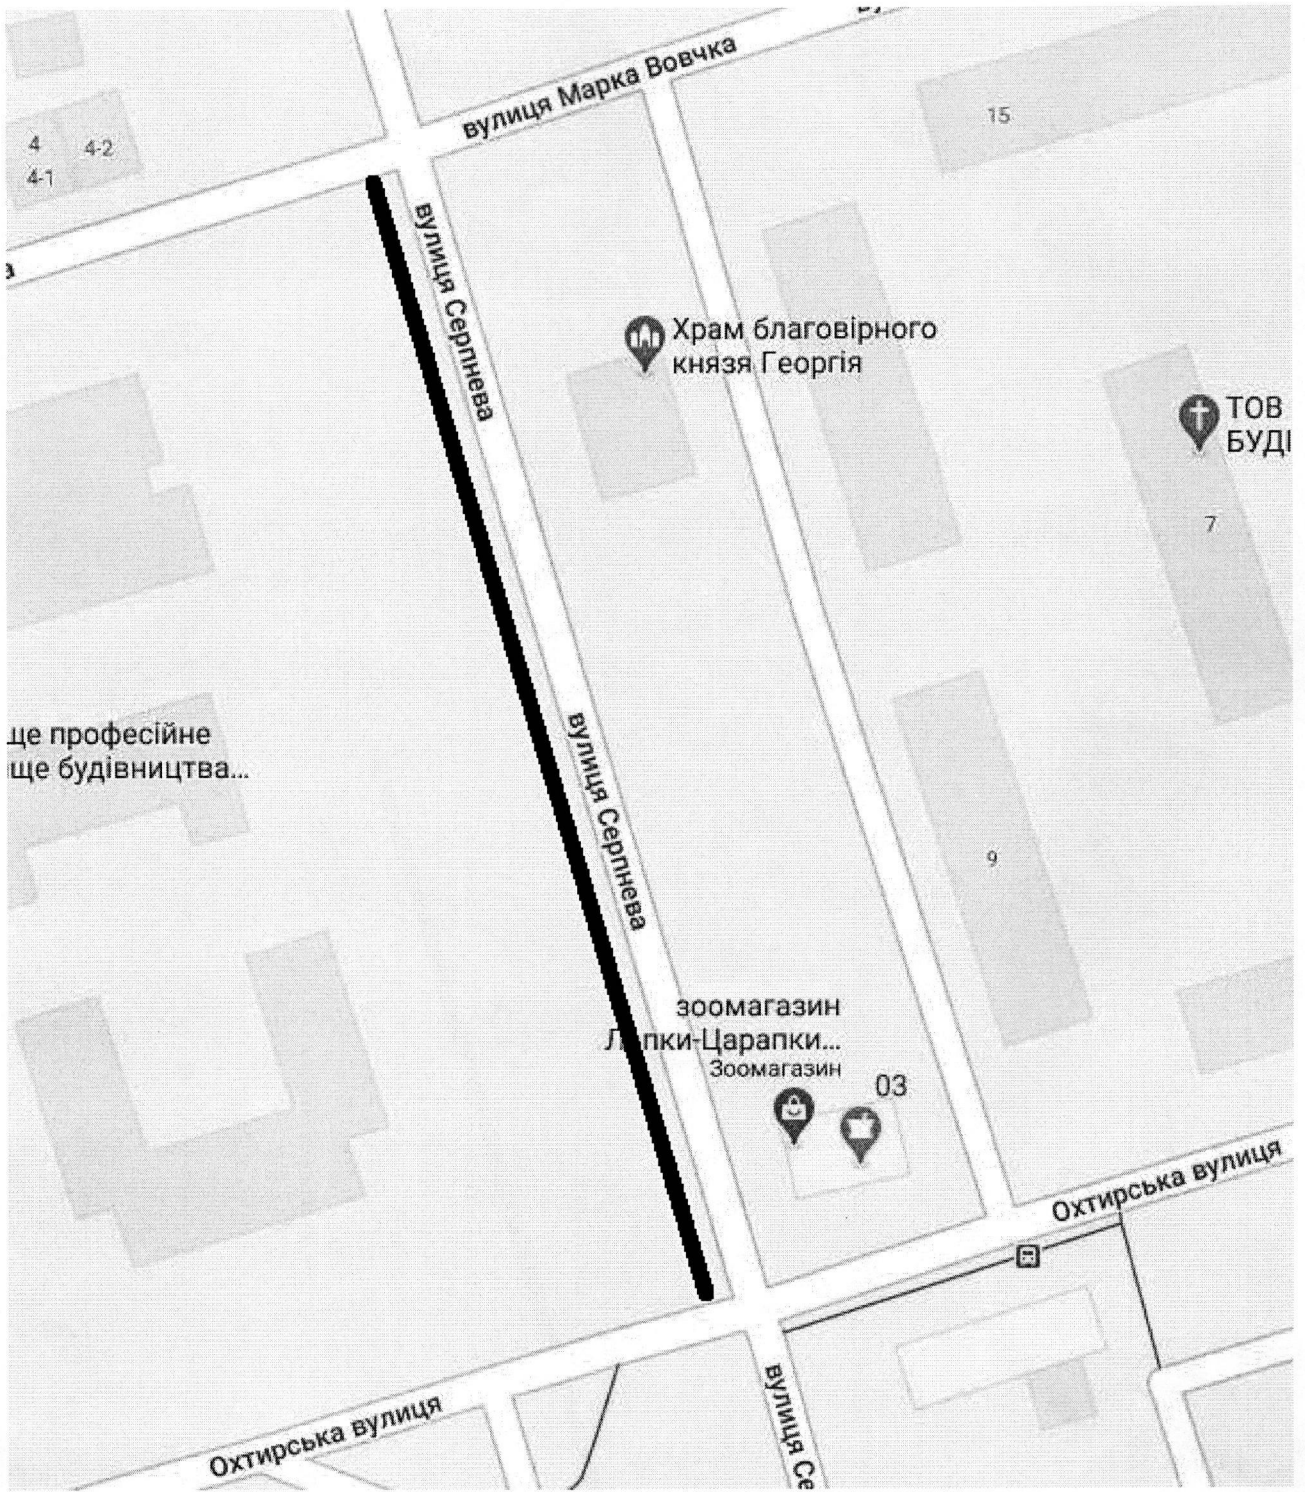 вулиця Марка Вовчка
15
4
4-2
4-1
вулиця Серпнева
Храм благовірного
князя Георгія
ТОВ
БУДІ
7
ще професійне
ще будівництва...
вулиця Серпнева
9
зоомагазин
пки-Царапки...
Зоомагазин
03
Охтирська вулиця
Охтирська вулиця
вулиця Се